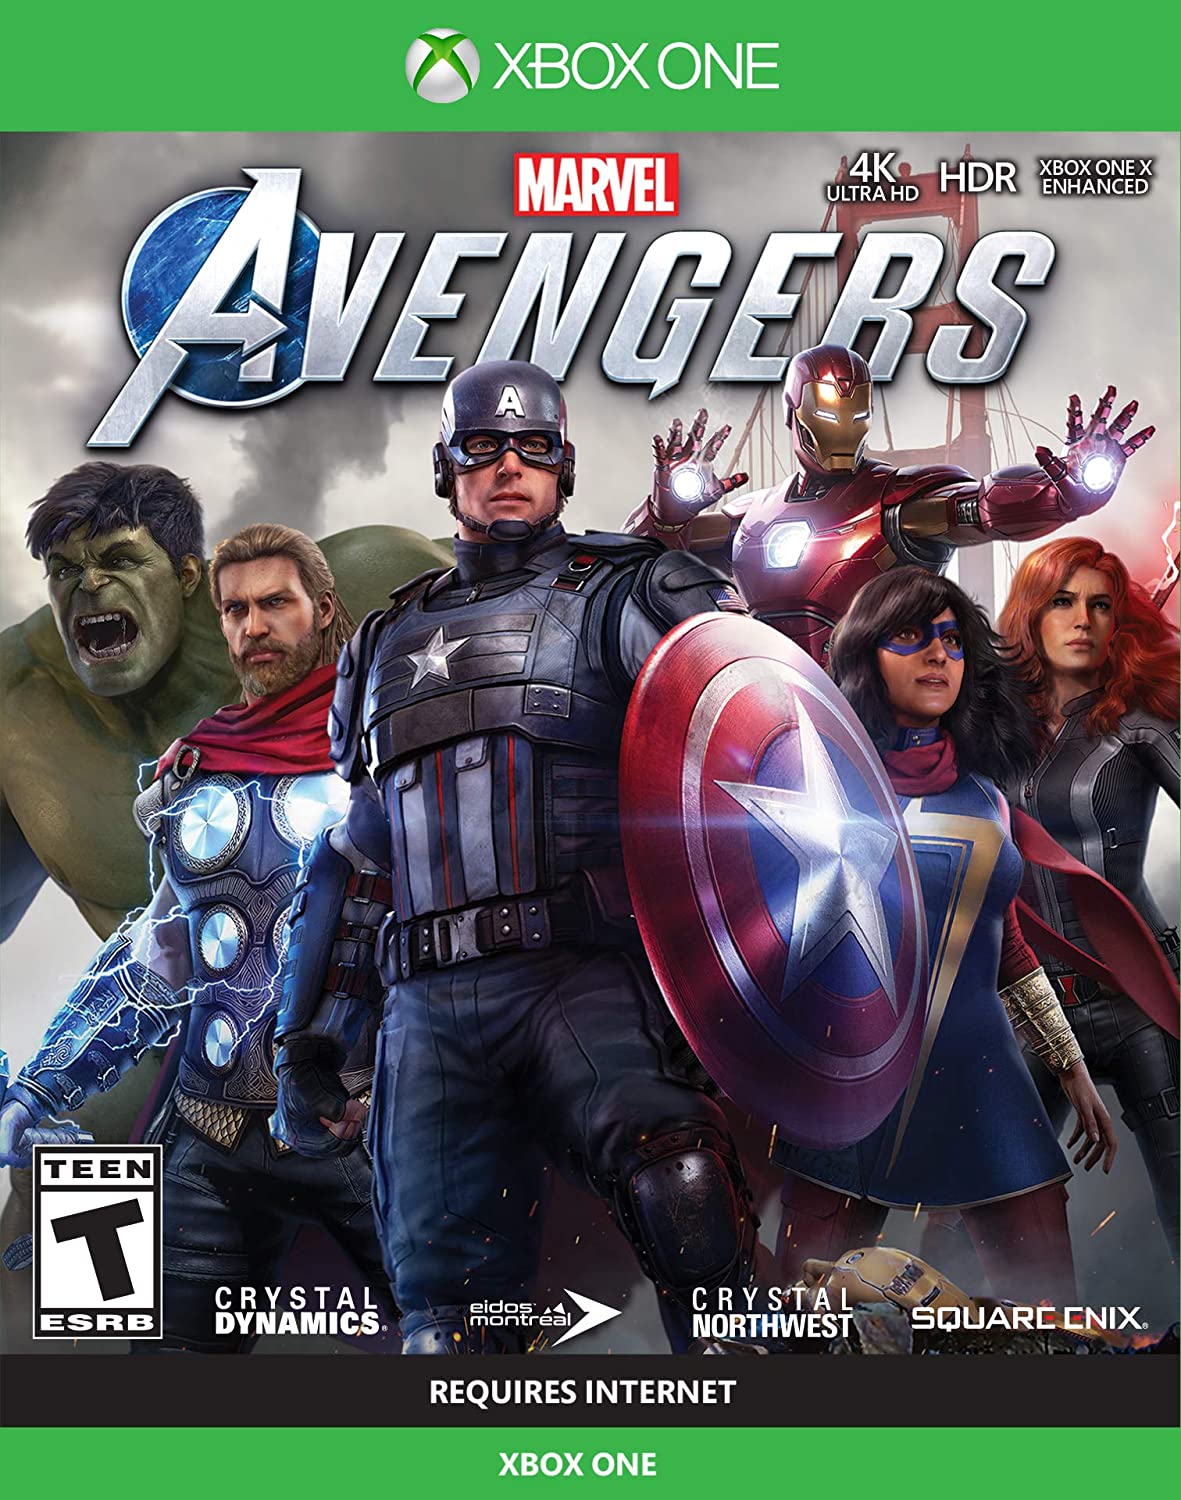 XBOX ONE
MARVEL
4K
ULTRA HD
HDR
XBOX ONE X
ENHANCED
AVENGERS
A
TEEN
T
ESRB
CRYSTAL
DYNAMICS®
eidos
montréal
CRYSTAL
NORTHWEST
SQUARE ENIX®
REQUIRES INTERNET
XBOX ONE